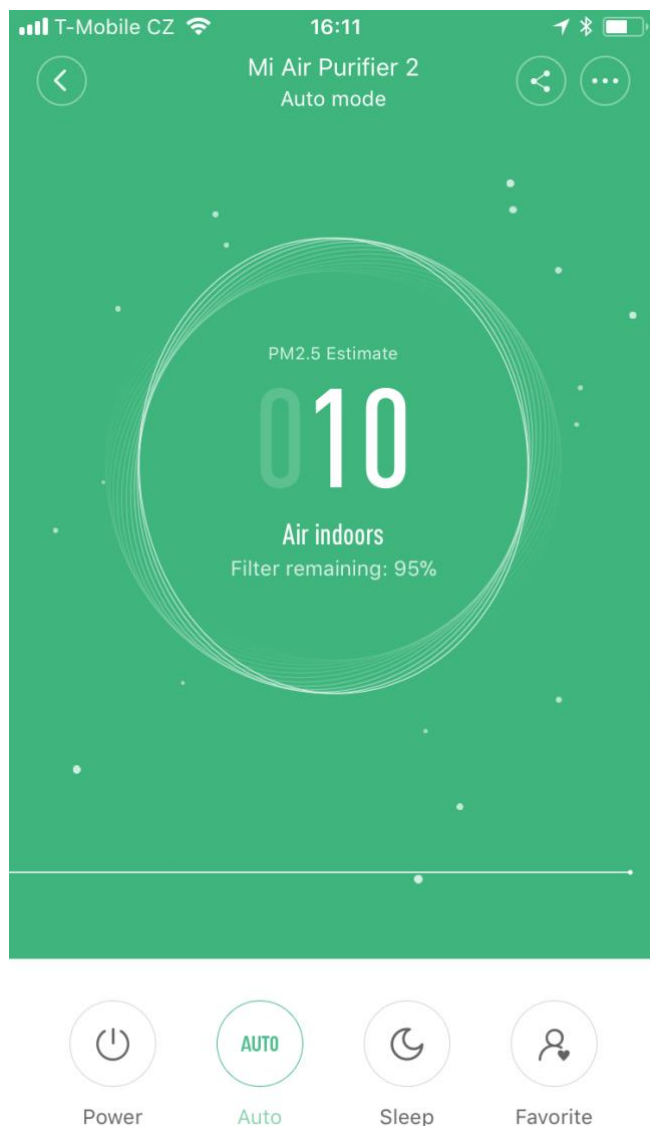 T-Mobile CZ 16:11
Mi Air Purifier 2
Auto mode
PM2.5 Estimate
010
Air indoors
Filter remaining: 95%
AUTO
Power Auto Sleep Favorite